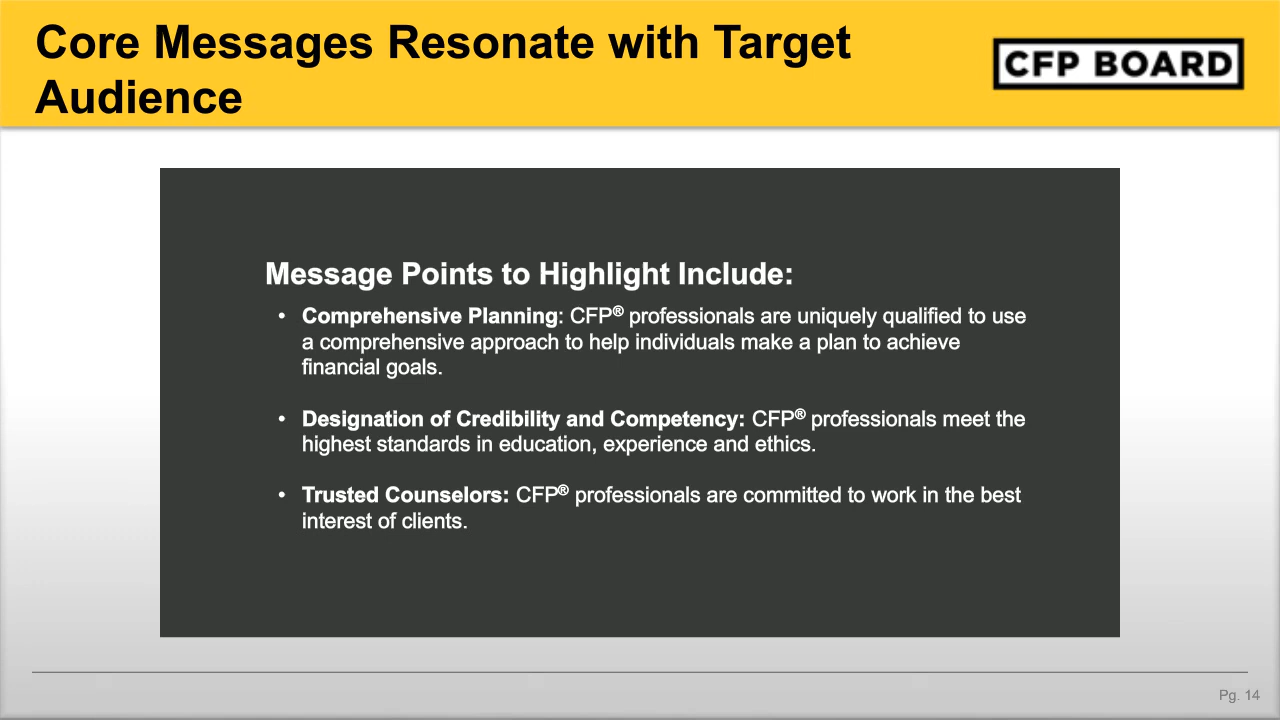 Core Messages Resonate with Target
Audience
CFP BOARD
Message Points to Highlight Include:
• Comprehensive Planning: CFP® professionals are uniquely qualified to use
a comprehensive approach to help individuals make a plan to achieve
financial goals.
• Designation of Credibility and Competency: CFP® professionals meet the
highest standards in education, experience and ethics.
• Trusted Counselors: CFP® professionals are committed to work in the best
interest of clients.
Pg. 14